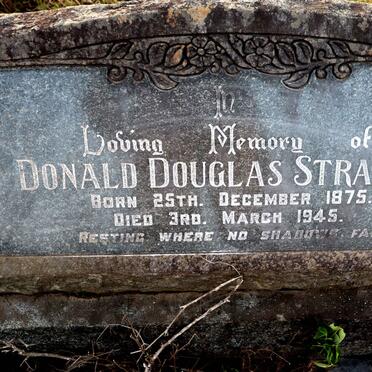 In
Loving Memory of
DONALD DOUGLAS STRA
BORN 25TH. DECEMBER 1875.
DIED 3RD. MARCH 1945.
RESTING WHERE NO SHADOWS FA